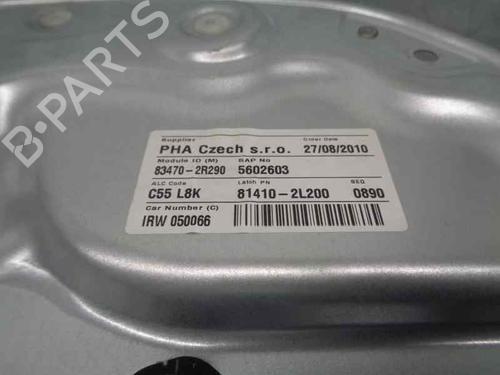 B-PARTS
Supplier Order Date
PHA Czech s.r.o. 27/08/2010
Module ID (M) SAP No
83470-2R290 5602603
ALC Code Latch PN SEQ
C55 L8K 81410-2L200 0890
Car Number (C)
IRW 050066